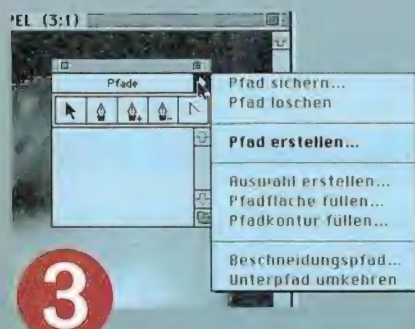 'EL (3:1)
Pfade
Pfad sichern...
Pfad löschen
Pfad erstellen...
Auswahl erstellen...
Pfadfläche füllen...
Pfadkontur füllen...
Beschneidungspfad...
Unterpfad umkehren
3